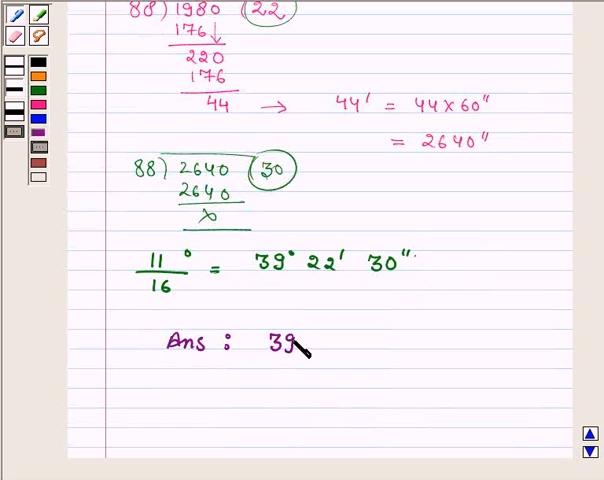 88) 1980 (22
176↓
220
176
44 → 44' = 44 × 60"
= 2640"
88) 2640 (30
2640
x
11/16 ° = 39° 22' 30"
Ans : 39